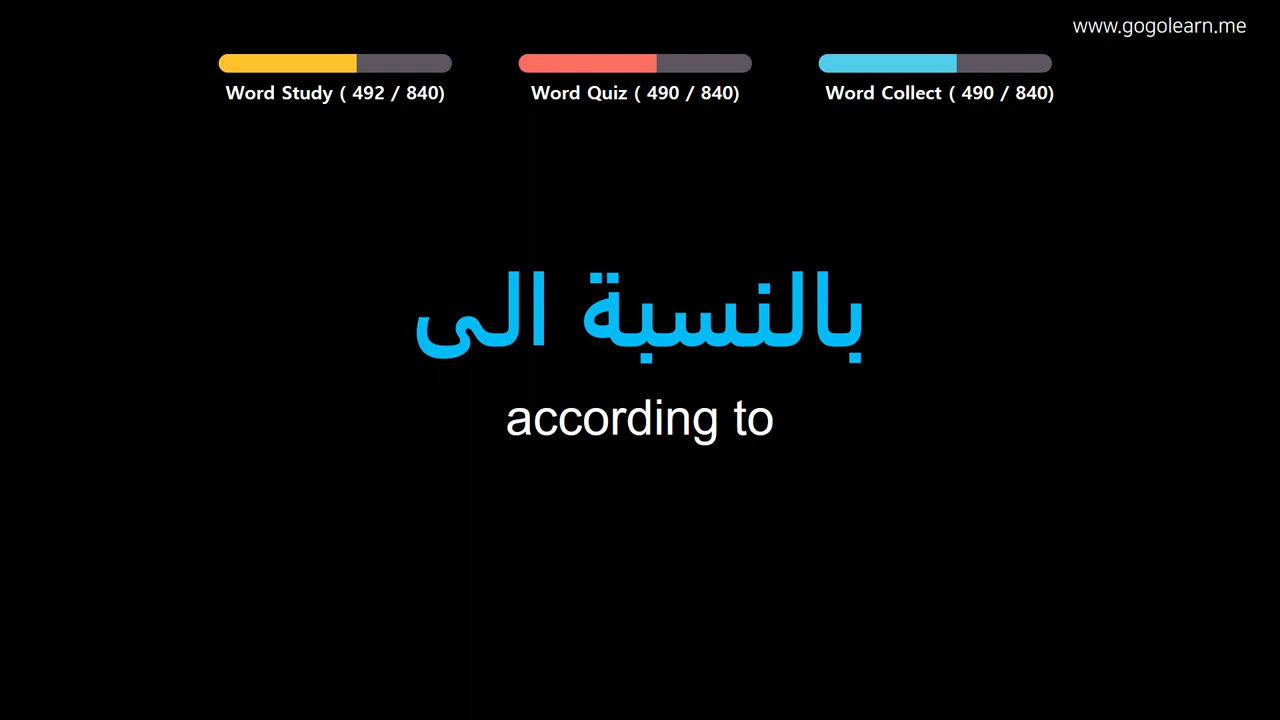 www.gogolearn.me
Word Study ( 492 / 840)
Word Quiz ( 490 / 840)
Word Collect ( 490 / 840)
بالنسبة الى
according to